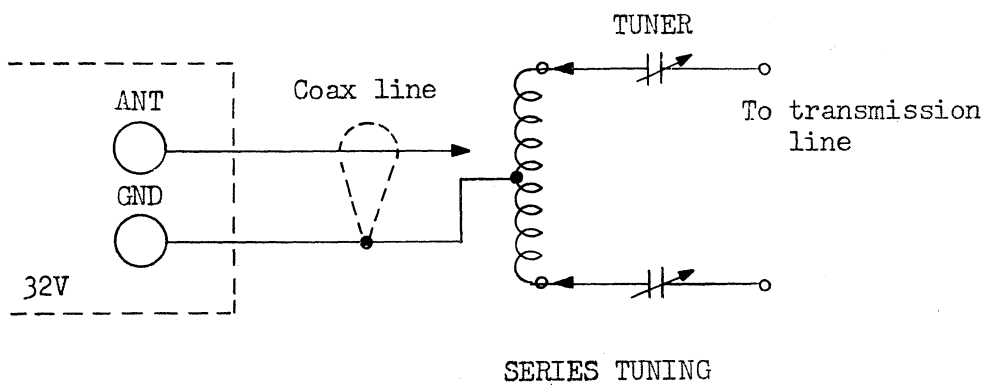 TUNER
ANT
Coax line
To transmission
line
GND
32V
SERIES TUNING